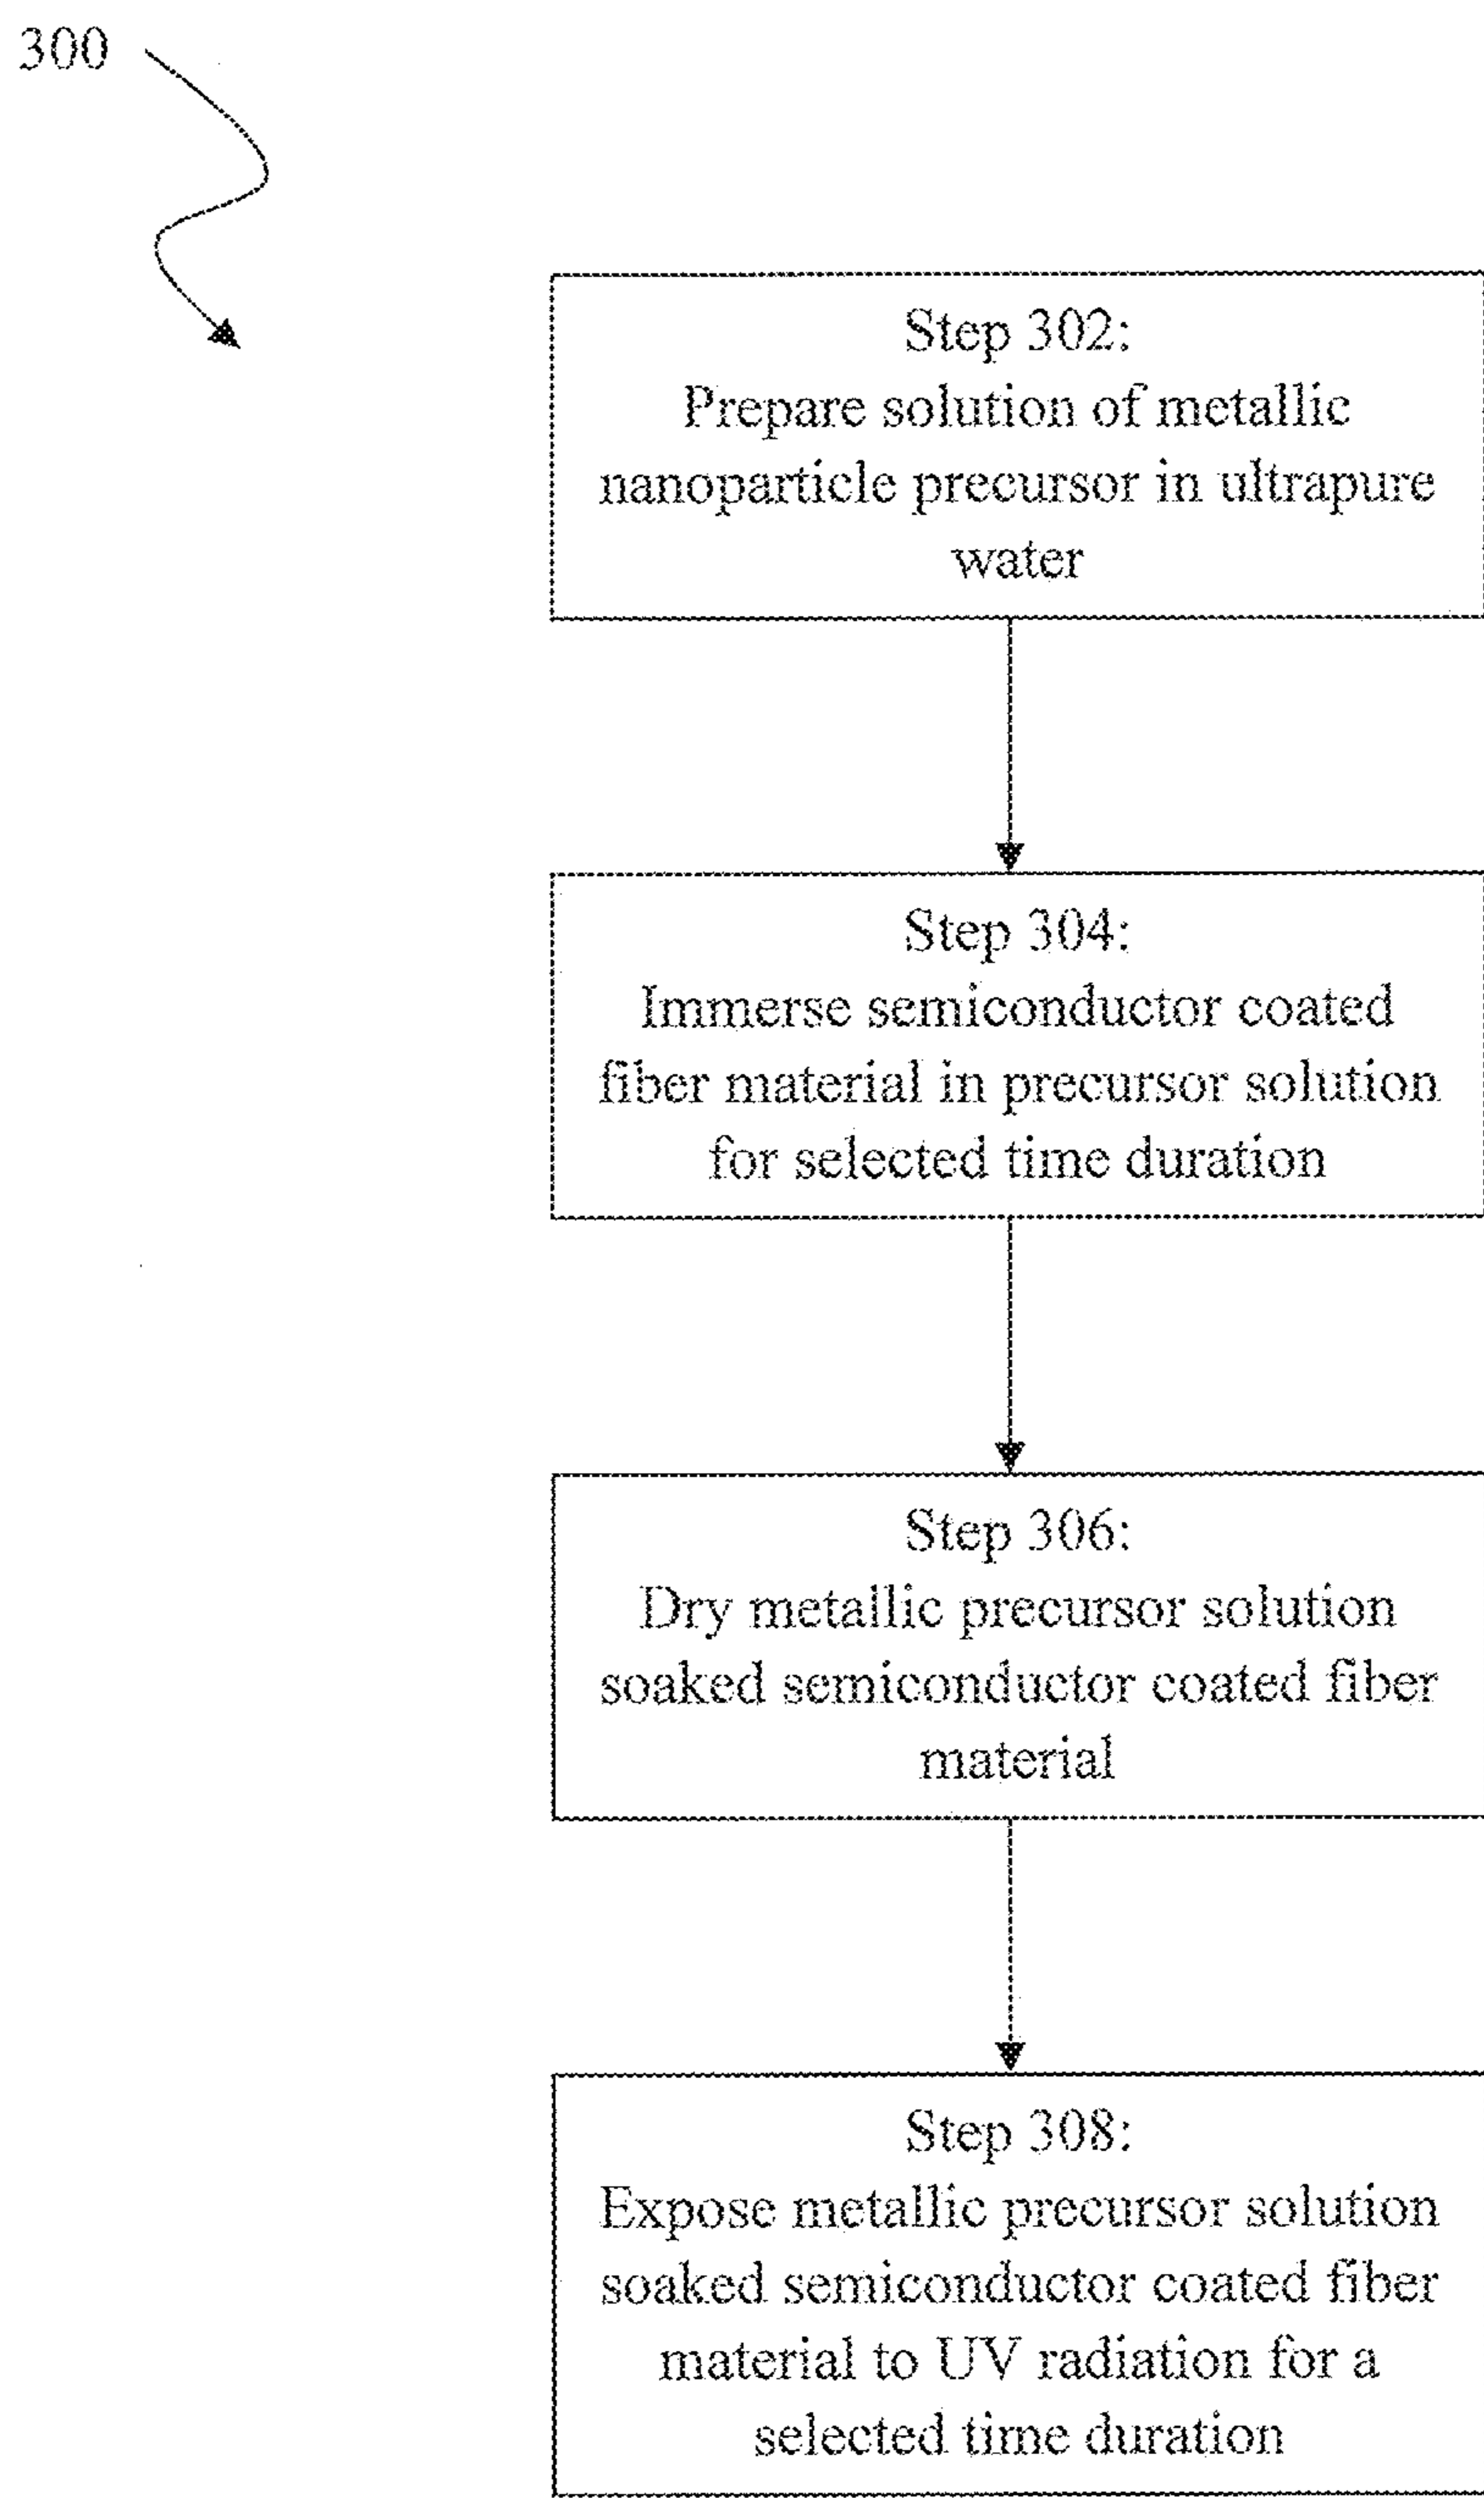 300
Step 302:
Prepare solution of metallic
nanoparticle precursor in ultrapure
water
Step 304:
Immerse semiconductor coated
fiber material in precursor solution
for selected time duration
Step 306:
Dry metallic precursor solution
soaked semiconductor coated fiber
material
Step 308:
Expose metallic precursor solution
soaked semiconductor coated fiber
material to UV radiation for a
selected time duration